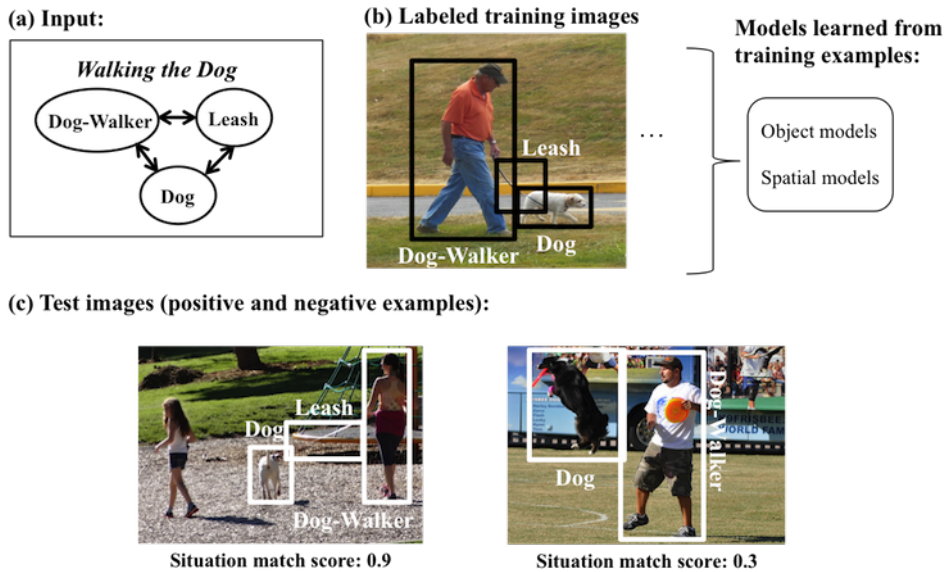 (a) Input:
Walking the Dog
Dog-Walker
Leash
Dog
(b) Labeled training images
Leash
Dog-Walker
Dog
...
Models learned from
training examples:
Object models
Spatial models
(c) Test images (positive and negative examples):
Leash
Dog
Dog-Walker
Situation match score: 0.9
Dog-Walker
Dog
WORLD FAM
Situation match score: 0.3